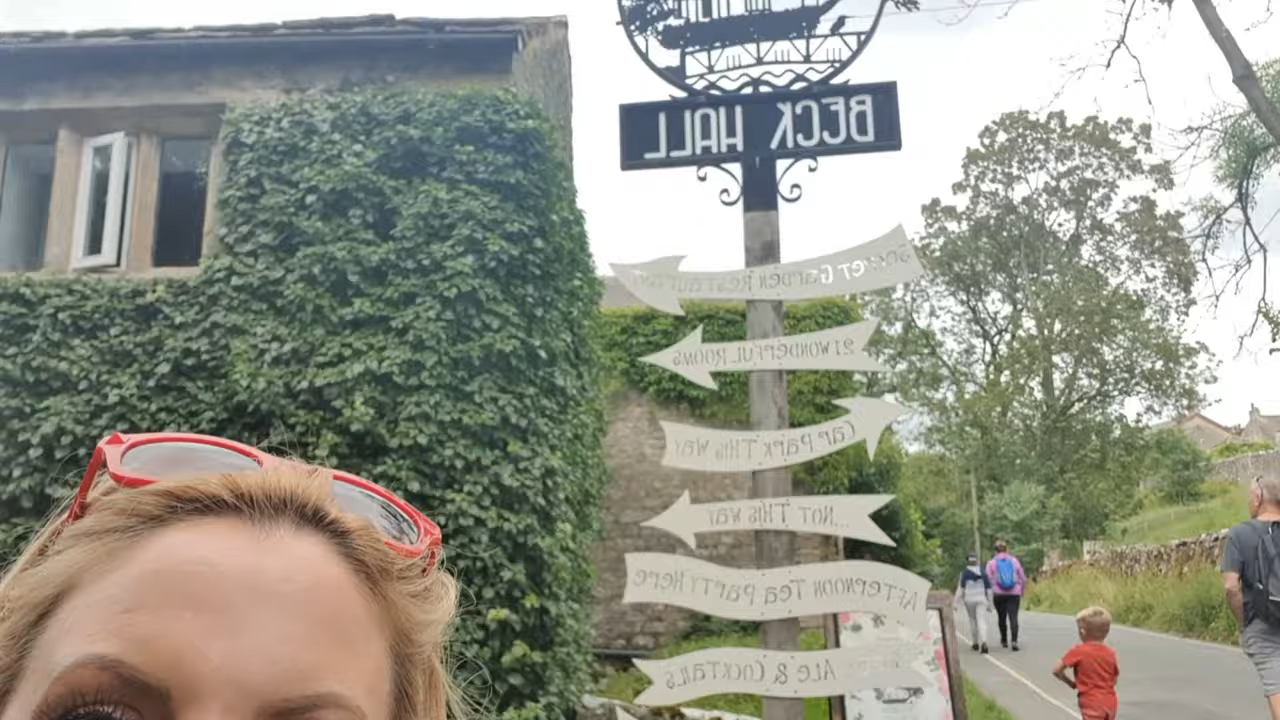 BECK HALL
SECRET GARDEN RESTAURANT
21 WONDERFUL ROOMS
CAR PARK THIS WAY
...NOT THIS WAY
AFTERNOON TEA PARTY HERE
ALE & COCKTAILS